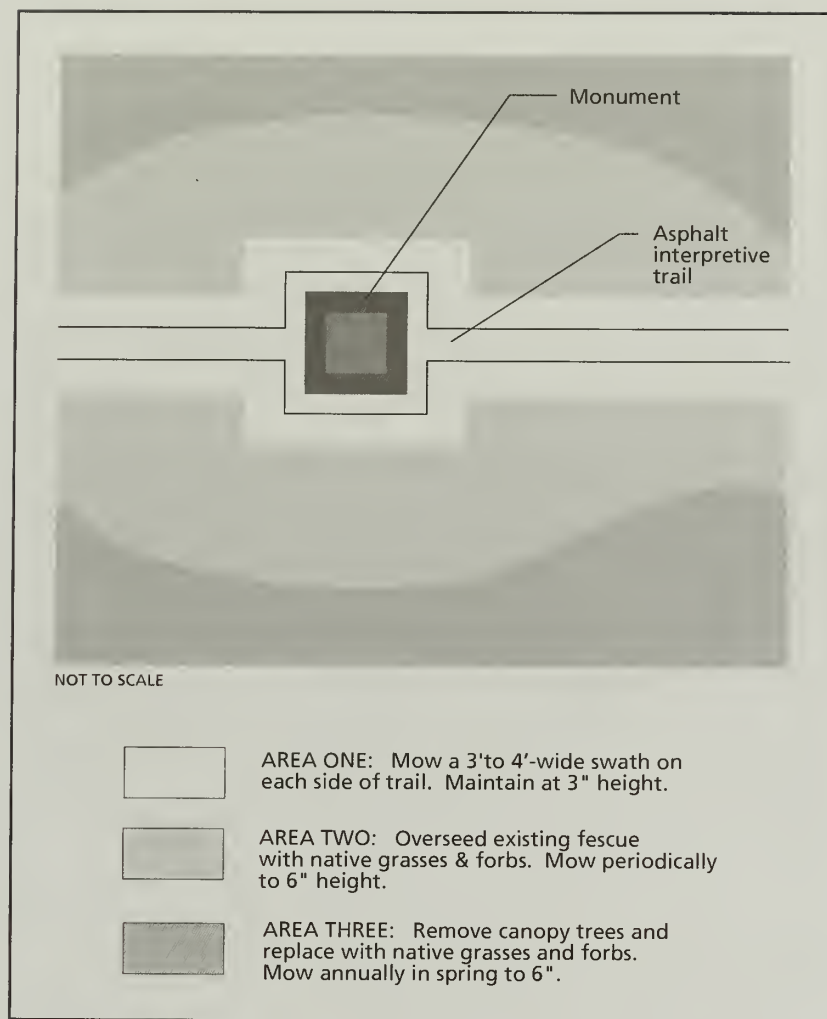 Monument
Asphalt
interpretive
trail
NOT TO SCALE
AREA ONE: Mow a 3'to 4'-wide swath on
each side of trail. Maintain at 3" height.
AREA TWO: Overseed existing fescue
with native grasses & forbs. Mow periodically
to 6" height.
AREA THREE: Remove canopy trees and
replace with native grasses and forbs.
Mow annually in spring to 6".